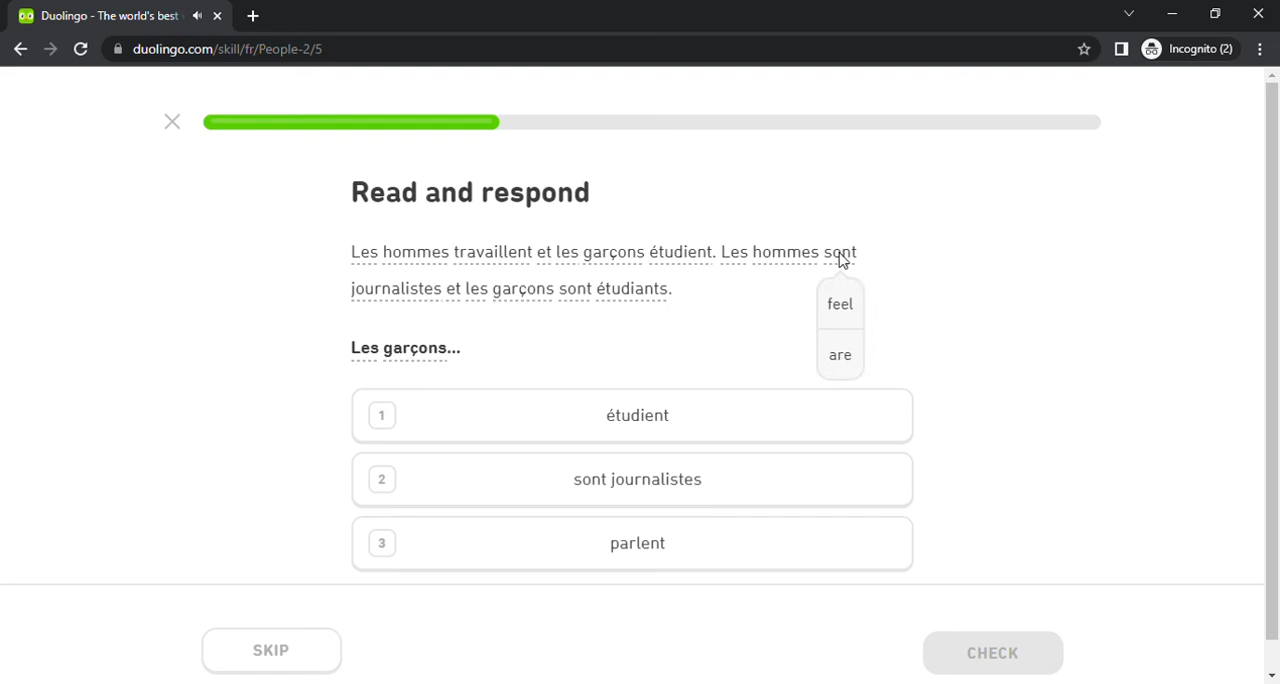 Duolingo - The world's best
duolingo.com/skill/fr/People-2/5
Incognito (2)
Read and respond
Les hommes travaillent et les garçons étudient. Les hommes sont
journalistes et les garçons sont étudiants.
feel
are
Les garçons...
1 étudient
2 sont journalistes
3 parlent
SKIP
CHECK